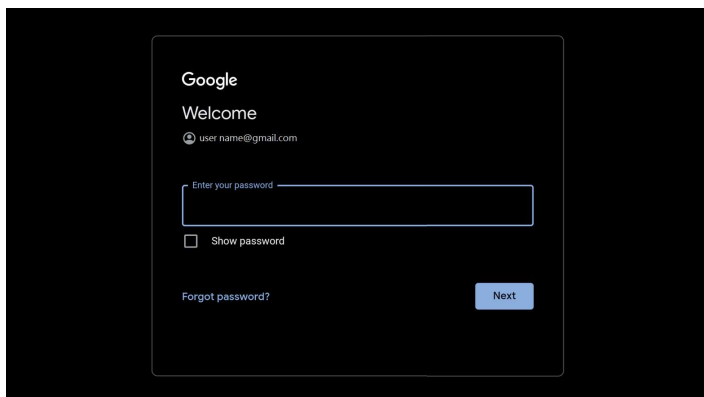 Google
Welcome
user name@gmail.com
Enter your password
Show password
Forgot password?
Next